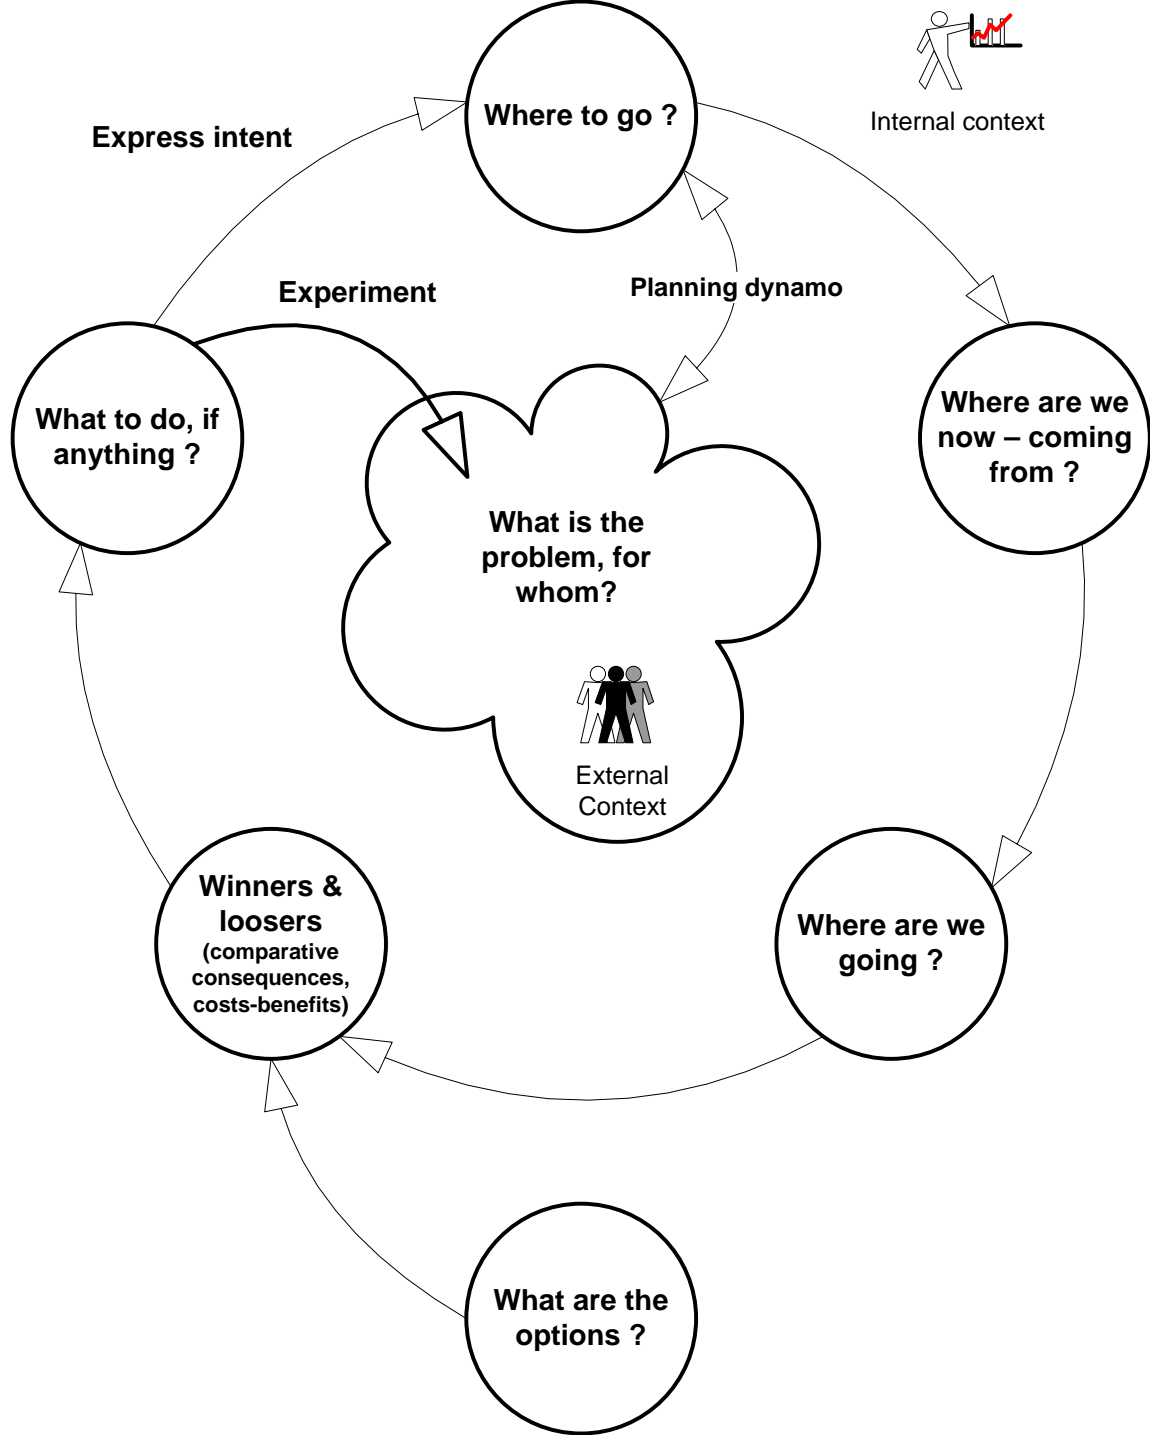 Where to go ?
Internal context
Express intent
Experiment
Planning dynamo
What to do, if
anything ?
Where are we
now – coming
from ?
What is the
problem, for
whom?
External
Context
Winners &
loosers
(comparative
consequences,
costs-benefits)
Where are we
going ?
What are the
options ?